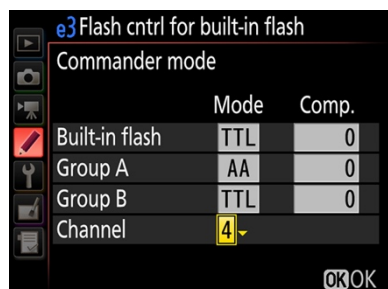 e3 Flash cntrl for built-in flash
Commander mode
Mode Comp.
Built-in flash TTL 0
Group A AA 0
Group B TTL 0
Channel 4
OK OK